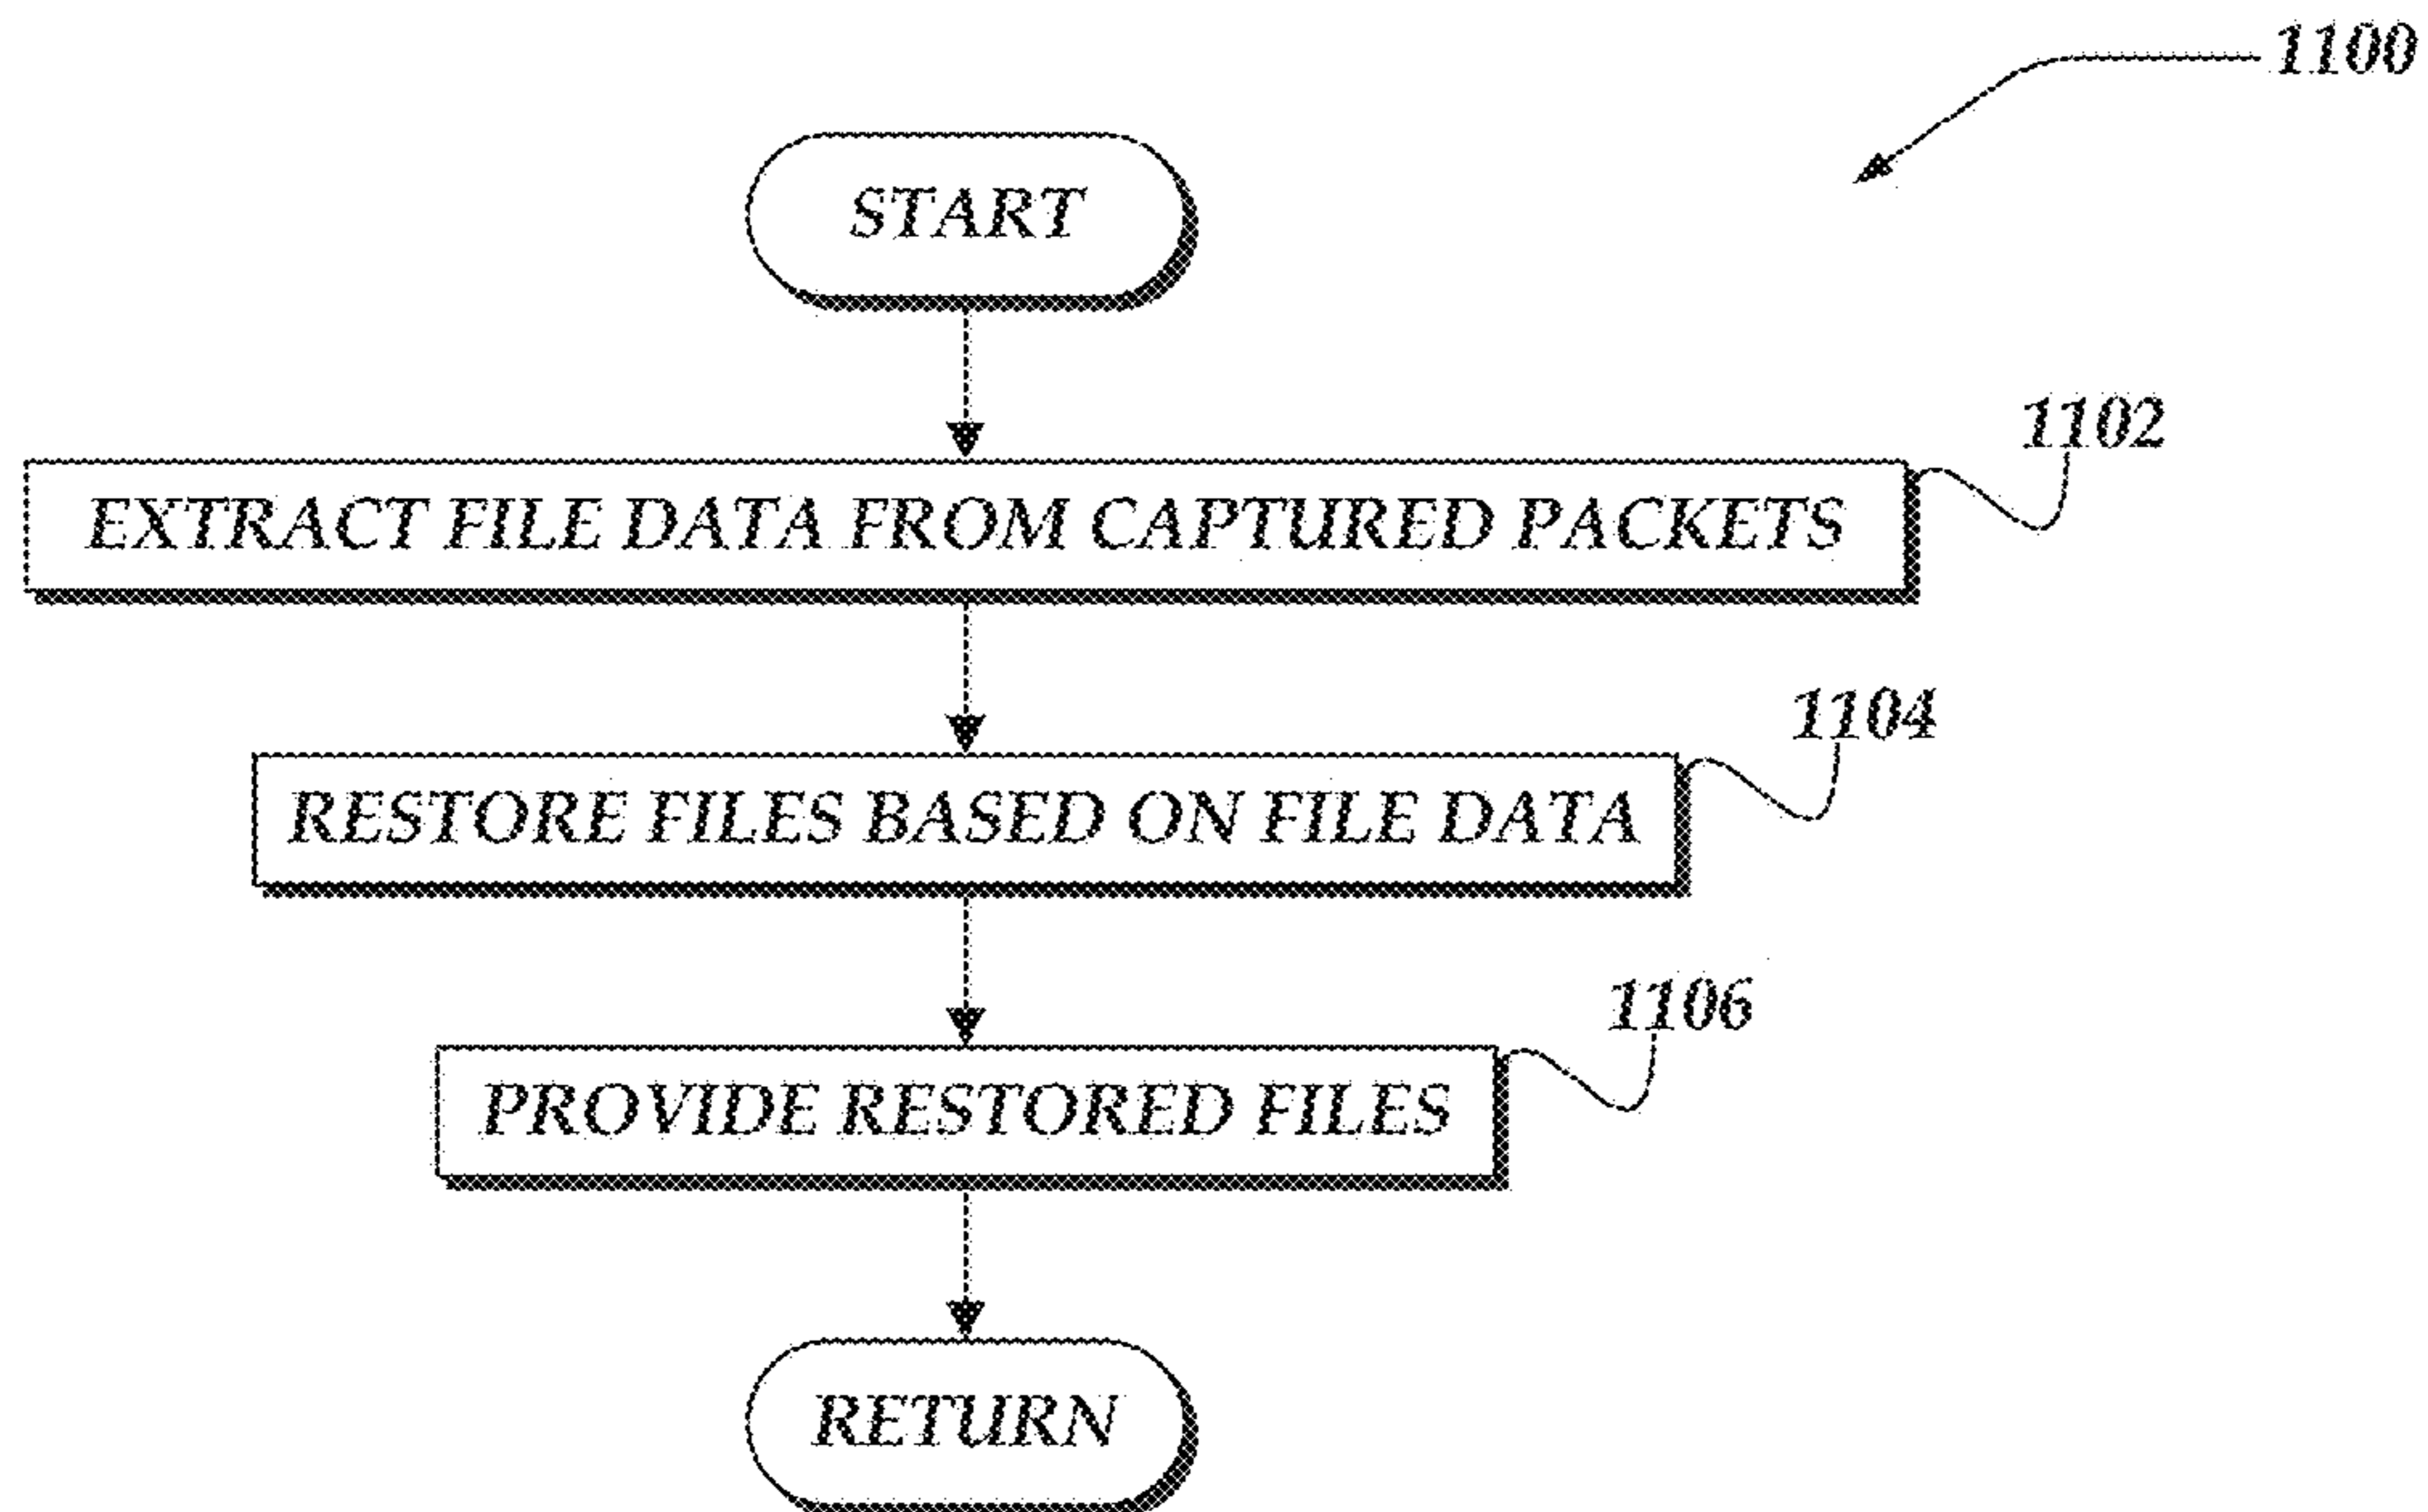 1100
START
1102
EXTRACT FILE DATA FROM CAPTURED PACKETS
1104
RESTORE FILES BASED ON FILE DATA
1106
PROVIDE RESTORED FILES
RETURN